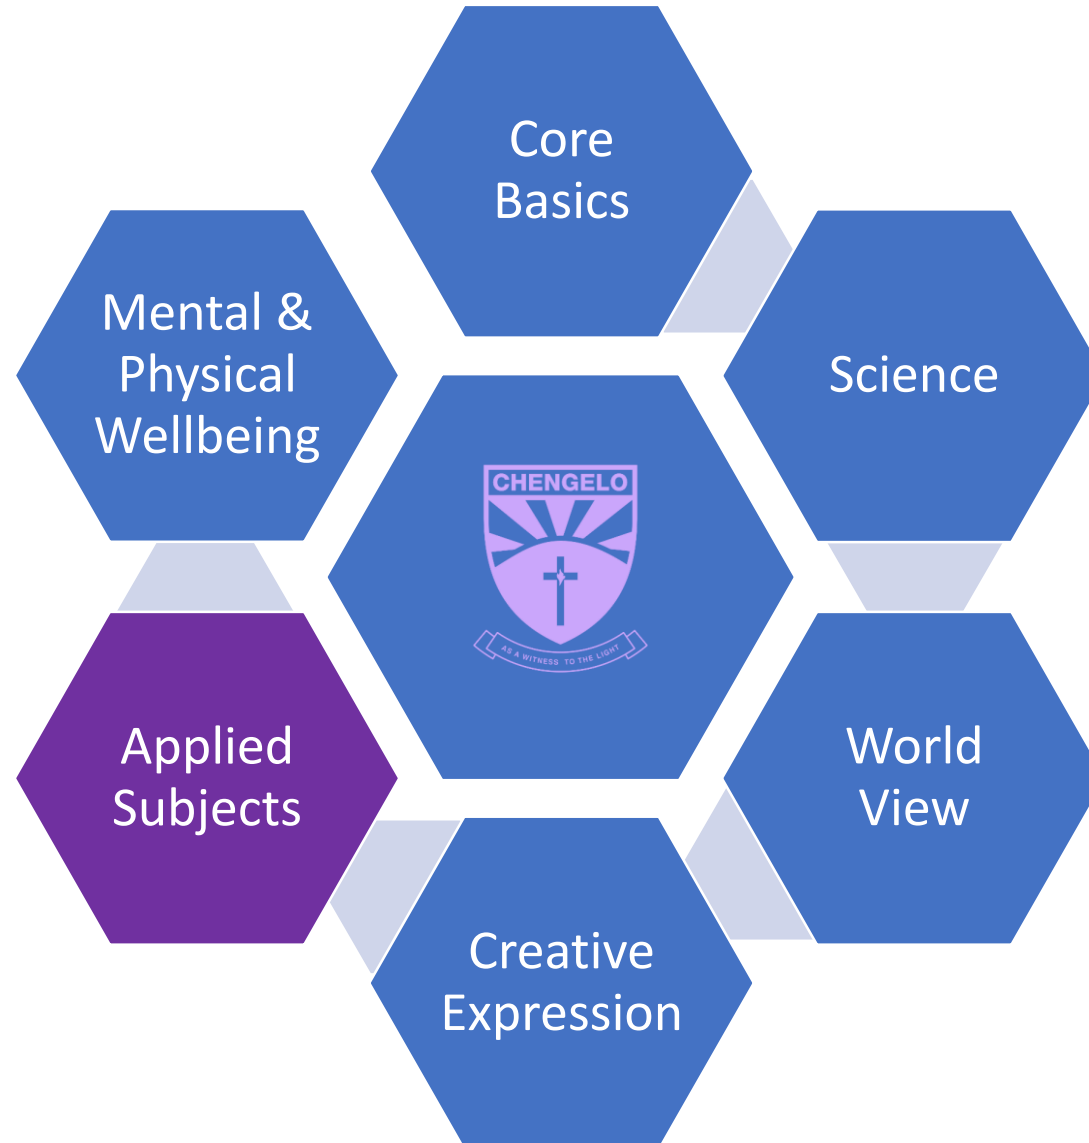 Core
Basics
Mental &
Physical
Wellbeing
Science
CHENGELO
AS A WITNESS TO THE LIGHT
Applied
Subjects
World
View
Creative
Expression